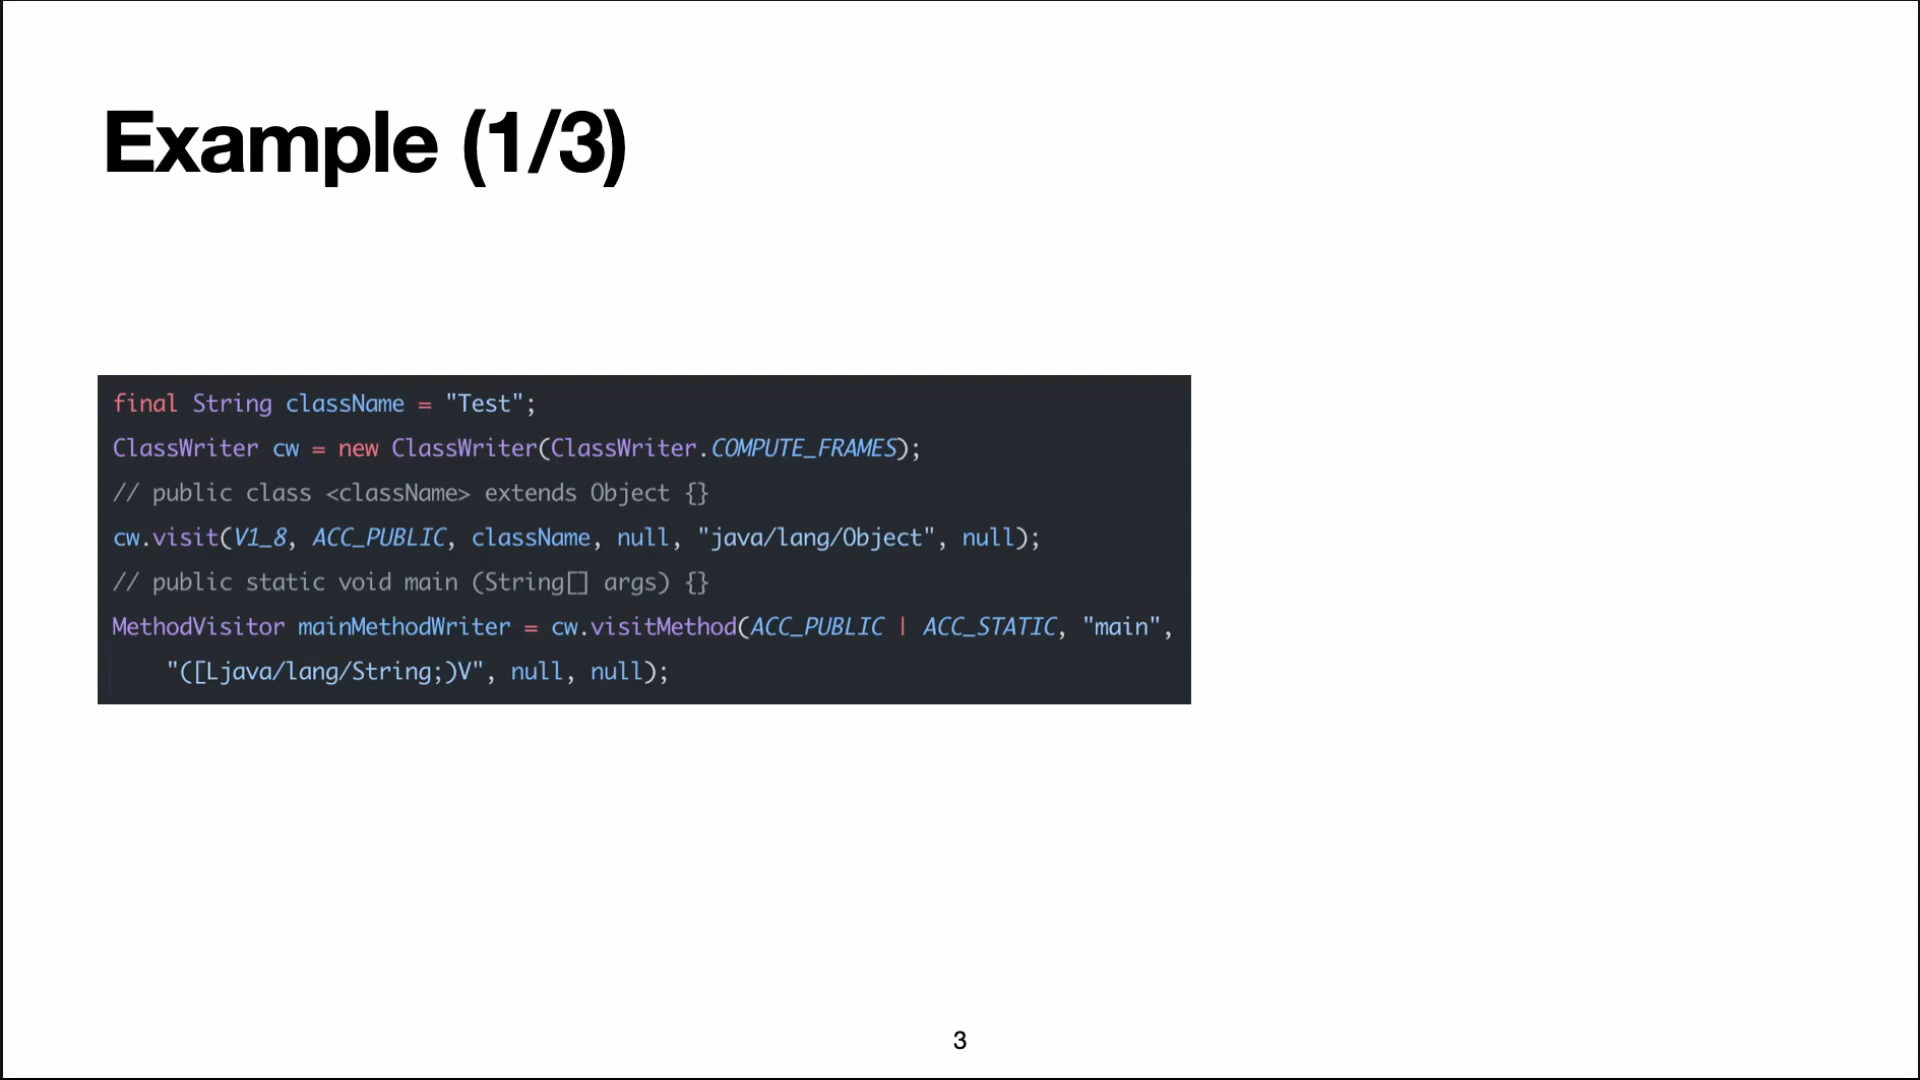 Example (1/3)
final String className = "Test";
ClassWriter cw = new ClassWriter(ClassWriter.COMPUTE_FRAMES);
// public class <className> extends Object {}
cw.visit(V1_8, ACC_PUBLIC, className, null, "java/lang/Object", null);
// public static void main (String[] args) {}
MethodVisitor mainMethodWriter = cw.visitMethod(ACC_PUBLIC | ACC_STATIC, "main",
"([Ljava/lang/String;)V", null, null);
3